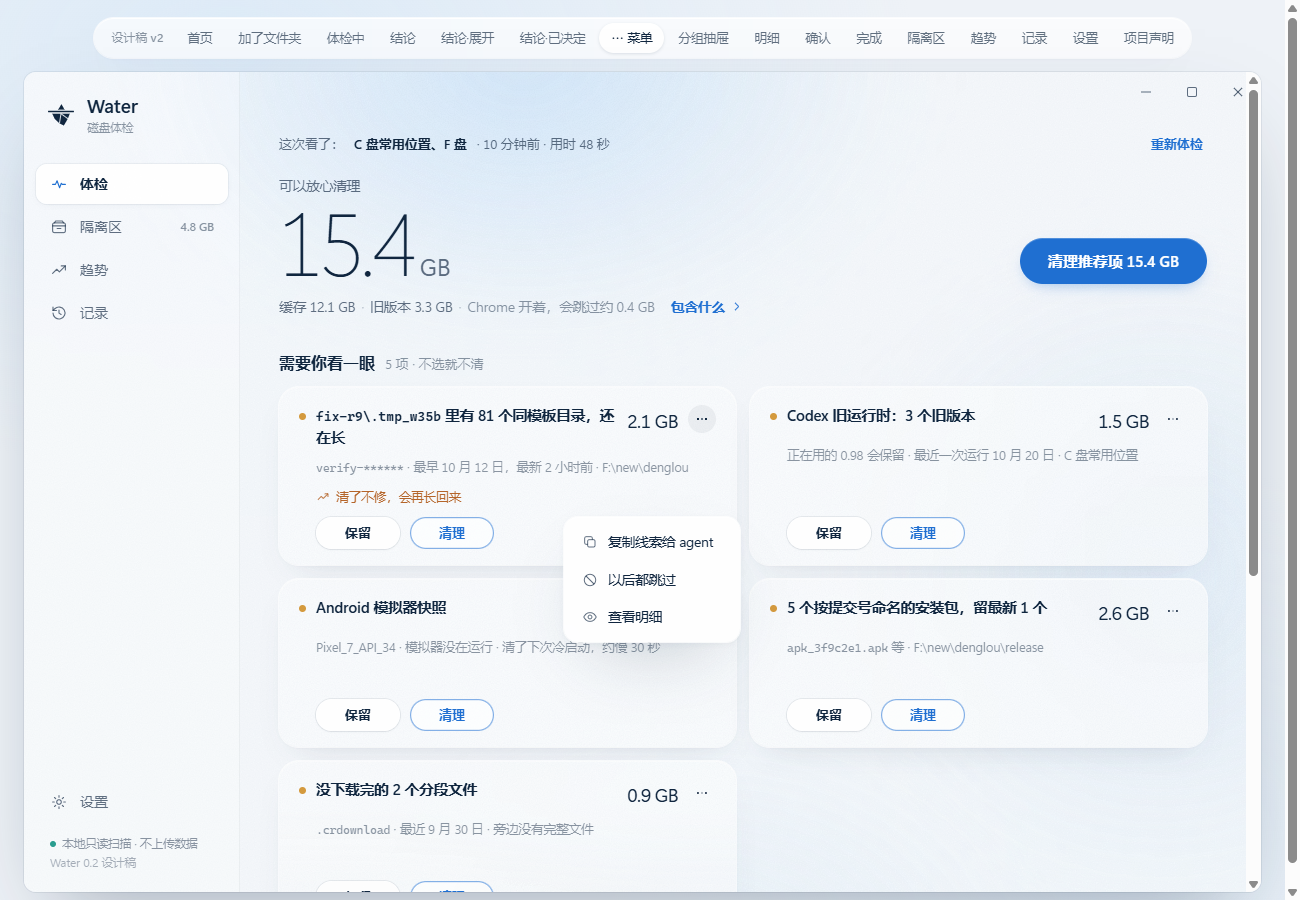 设计稿 v2 首页 加了文件夹 体检中 结论 结论·展开 结论·已决定 ··· 菜单 分组抽屉 明细 确认 完成 隔离区 趋势 记录 设置 项目声明
Water
磁盘体检
体检
隔离区 4.8 GB
趋势
记录
设置
本地只读扫描 · 不上传数据
Water 0.2 设计稿
这次看了： C 盘常用位置、F 盘 · 10 分钟前 · 用时 48 秒
重新体检
可以放心清理
15.4 GB
清理推荐项 15.4 GB
缓存 12.1 GB · 旧版本 3.3 GB · Chrome 开着，会跳过约 0.4 GB 包含什么
需要你看一眼 5 项 · 不选就不清
fix-r9\.tmp_w35b 里有 81 个同模板目录，还
在长
2.1 GB ···
verify-****** · 最早 10 月 12 日，最新 2 小时前 · F:\new\denglou
清了不修，会再长回来
保留 清理
复制线索给 agent
以后都跳过
查看明细
Codex 旧运行时：3 个旧版本
1.5 GB ···
正在用的 0.98 会保留 · 最近一次运行 10 月 20 日 · C 盘常用位置
保留 清理
Android 模拟器快照
Pixel_7_API_34 · 模拟器没在运行 · 清了下次冷启动，约慢 30 秒
保留 清理
5 个按提交号命名的安装包，留最新 1 个
2.6 GB ···
apk_3f9c2e1.apk 等 · F:\new\denglou\release
保留 清理
没下载完的 2 个分段文件
0.9 GB ···
.crdownload · 最近 9 月 30 日 · 旁边没有完整文件